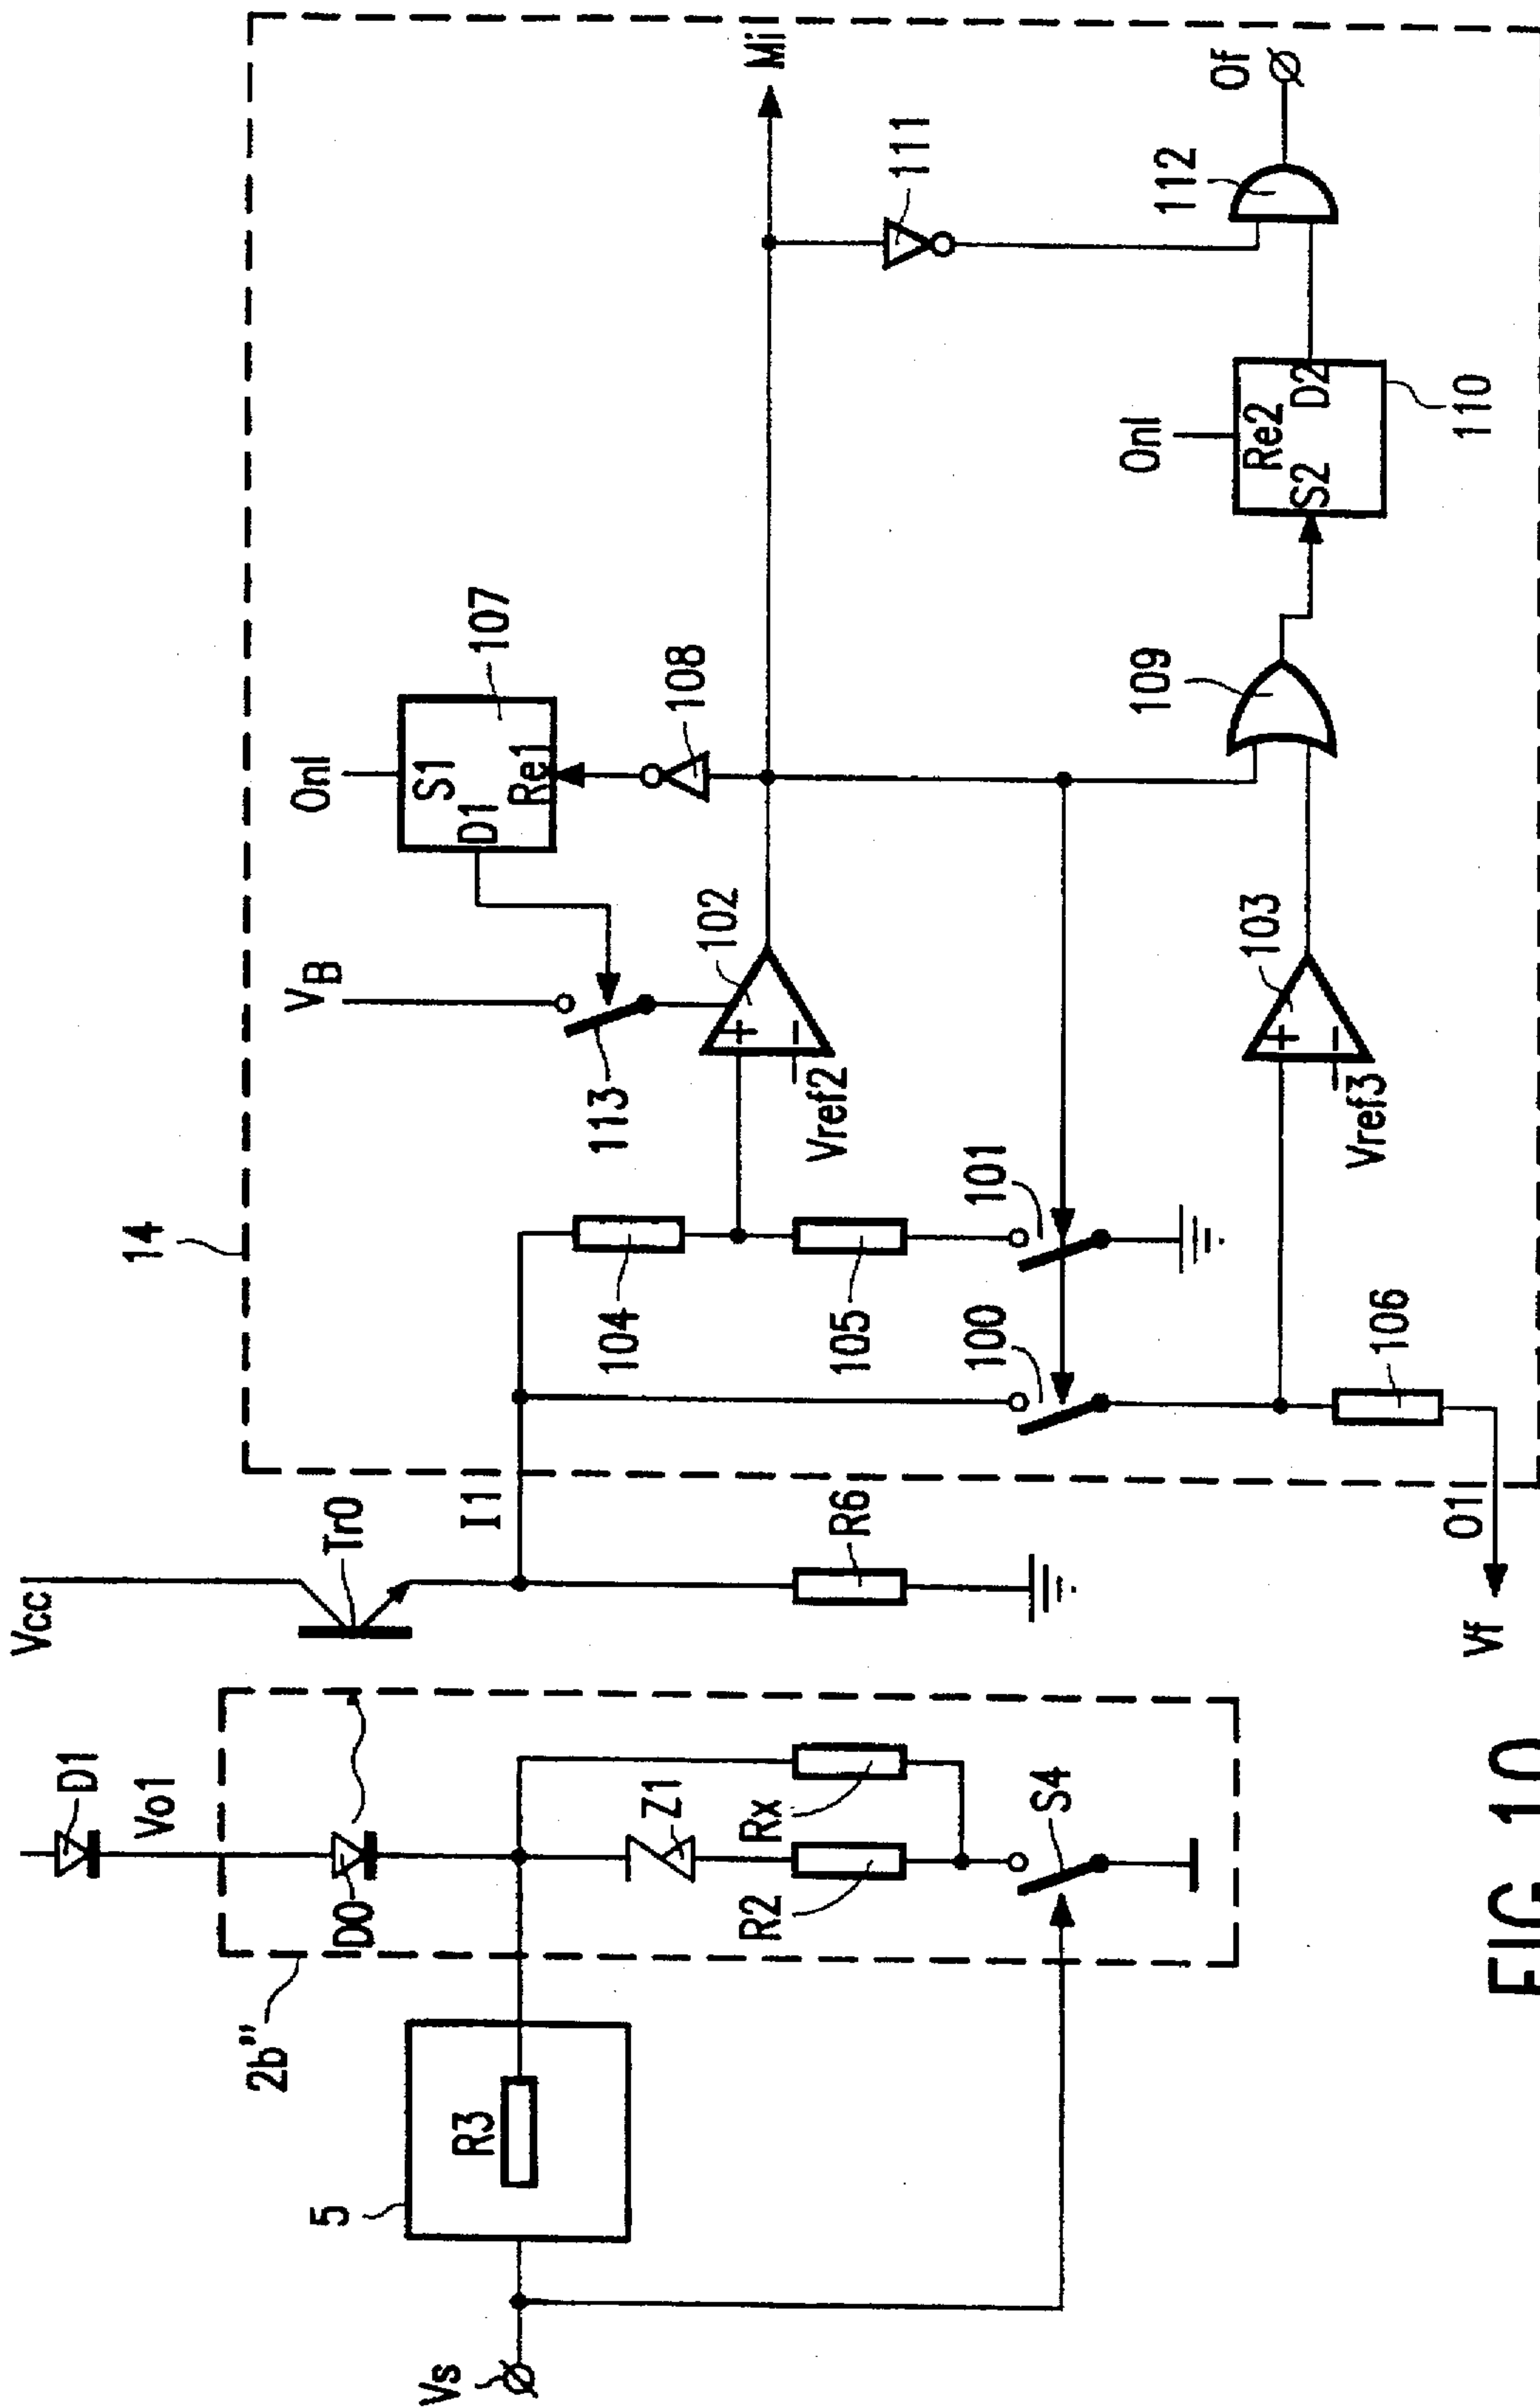 Vcc
D1
Vo1
Tr0
14
VB
OnI
S1
D1
Re1
107
108
113
102
Mi
111
2b"
D0
I1
104
105
+
−
Vref2
OnI
Re2
S2
D2
110
112
Of
109
R3
5
Z1
Rx
R2
S4
R6
100
101
103
+
−
Vref3
106
Vs
O1
Vf
FIG. 10